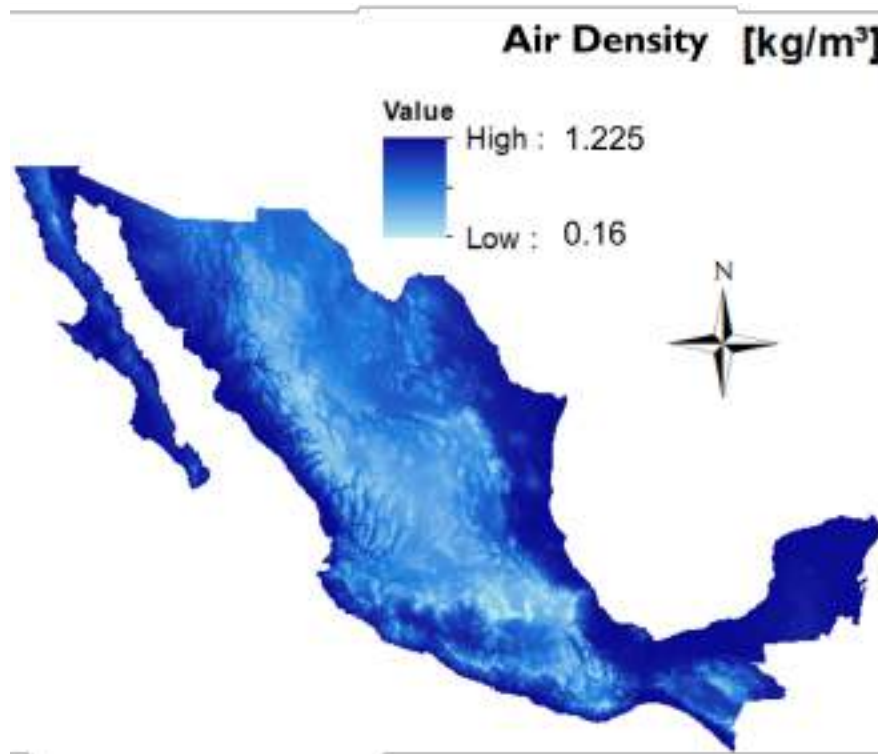 Air Density [kg/m³]
Value
High : 1.225
Low : 0.16
N